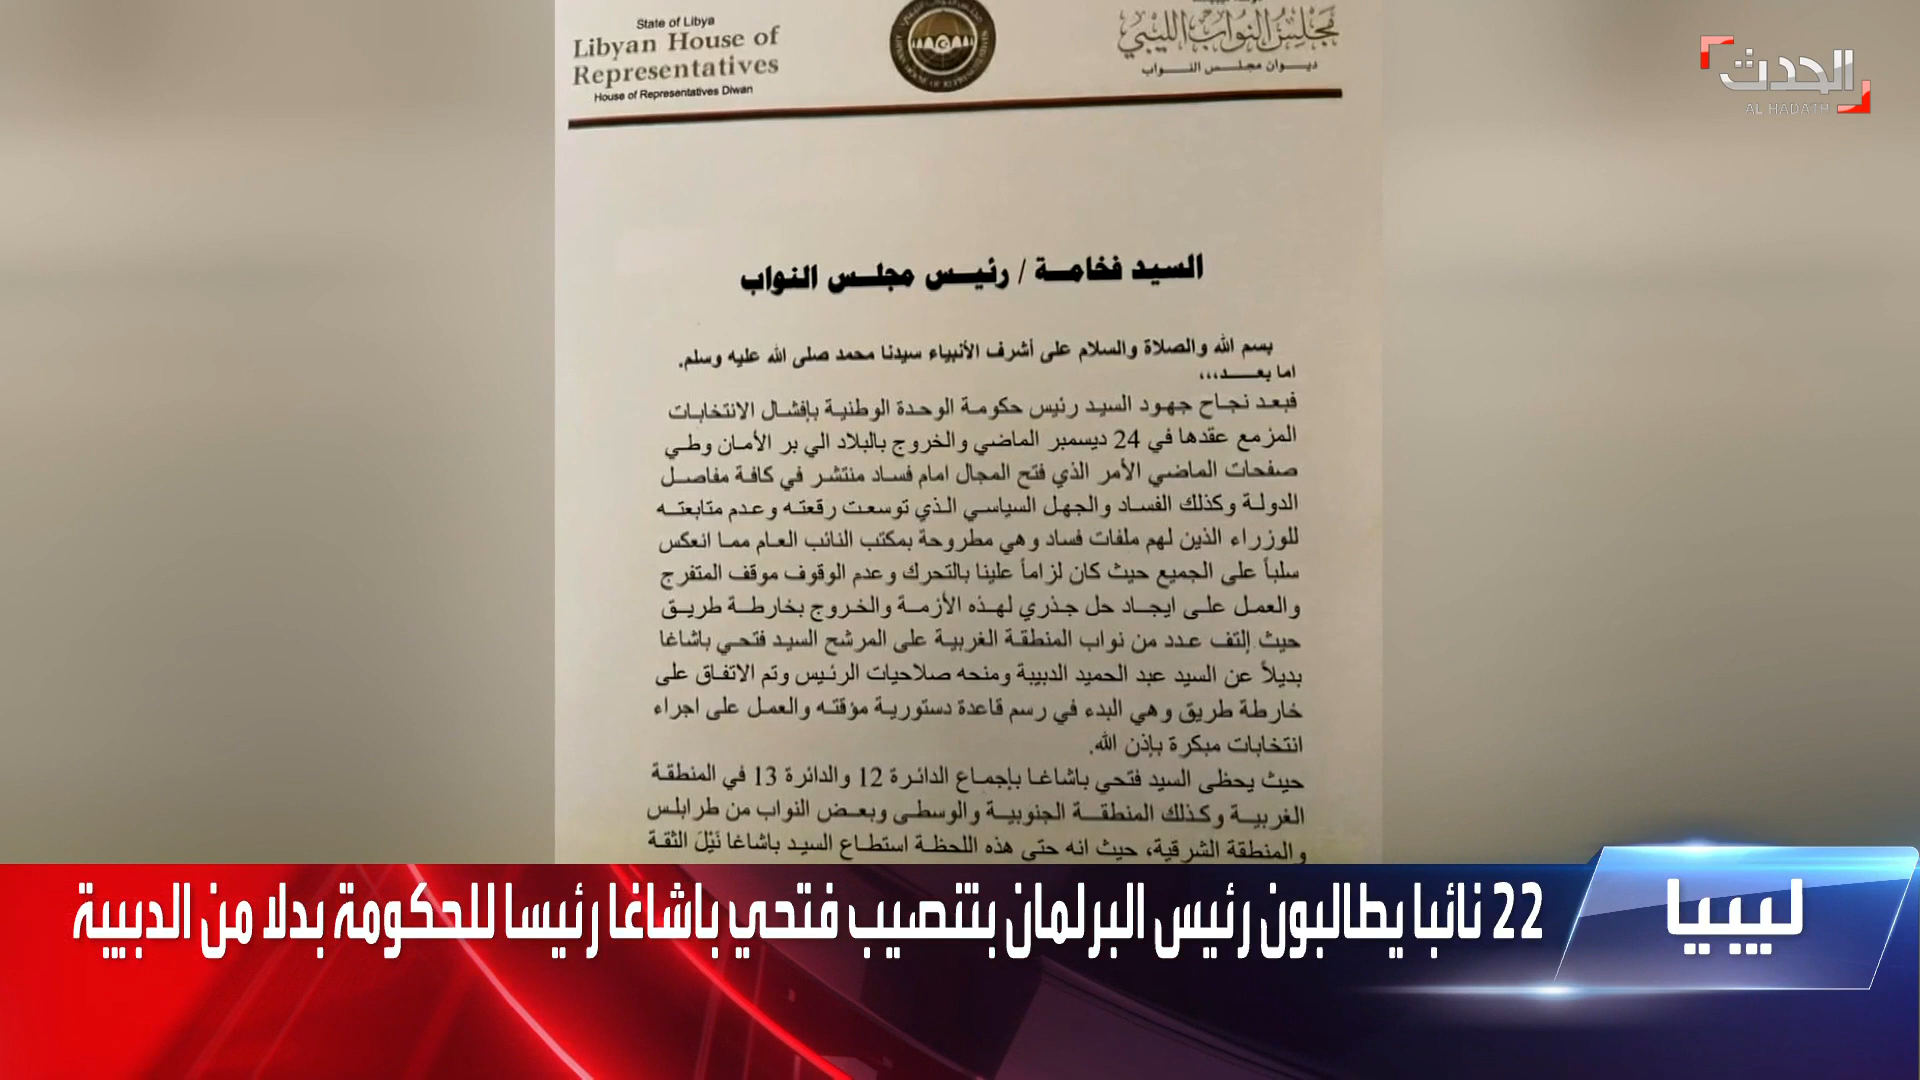 State of Libya
Libyan House of
Representatives
House of Representatives Diwan
مجلس النواب الليبي
ديوان مجلس النواب
الحدث
AL HADATH
السيد فخامة / رئيس مجلس النواب
بسم الله والصلاة والسلام على أشرف الأنبياء سيدنا محمد صلى الله عليه وسلم.
اما بعد،،،
فبعد نجاح جهود السيد رئيس حكومة الوحدة الوطنية بإفشال الانتخابات
المزمع عقدها في 24 ديسمبر الماضي والخروج بالبلاد الي بر الأمان وطي
صفحات الماضي الأمر الذي فتح المجال امام فساد منتشر في كافة مفاصل
الدولة وكذلك الفساد والجهل السياسي الذي توسعت رقعته وعدم متابعته
للوزراء الذين لهم ملفات فساد وهي مطروحة بمكتب النائب العام مما انعكس
سلباً على الجميع حيث كان لزاماً علينا بالتحرك وعدم الوقوف موقف المتفرج
والعمل على ايجاد حل جذري لهذه الأزمة والخروج بخارطة طريق
حيث إلتف عدد من نواب المنطقة الغربية على المرشح السيد فتحي باشاغا
بديلاً عن السيد عبد الحميد الدبيبة ومنحه صلاحيات الرئيس وتم الاتفاق على
خارطة طريق وهي البدء في رسم قاعدة دستورية مؤقته والعمل على اجراء
انتخابات مبكرة بإذن الله.
حيث يحظى السيد فتحي باشاغا بإجماع الدائرة 12 والدائرة 13 في المنطقة
الغربية وكذلك المنطقة الجنوبية والوسطى وبعض النواب من طرابلس
والمنطقة الشرقية، حيث انه حتى هذه اللحظة استطاع السيد باشاغا نَيْلَ الثقة
ليبيا
22 نائبا يطالبون رئيس البرلمان بتنصيب فتحي باشاغا رئيسا للحكومة بدلا من الدبيبة